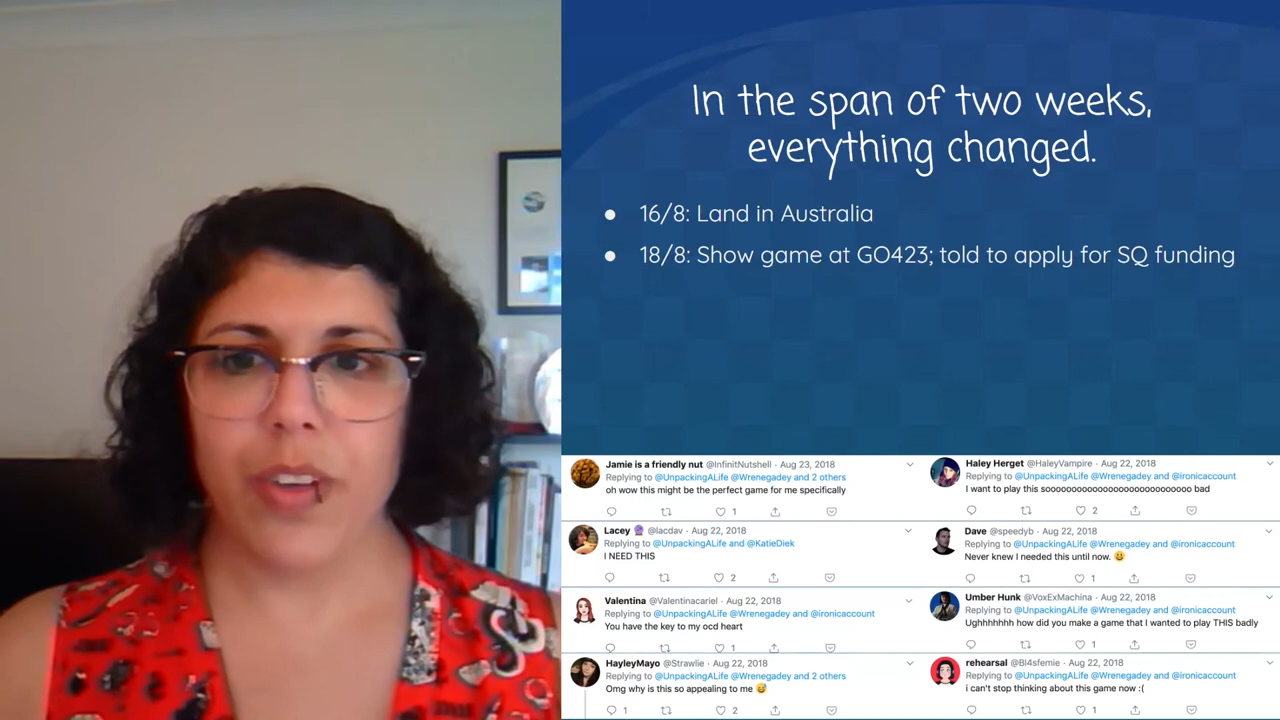 In the span of two weeks,
everything changed.
● 16/8: Land in Australia
● 18/8: Show game at GO423; told to apply for SQ funding
Jamie is a friendly nut @InfinitNutshell · Aug 23, 2018
Replying to @UnpackingALife @Wrenegadey and 2 others
oh wow this might be the perfect game for me specifically
1
Lacey 🔮 @lacdav · Aug 22, 2018
Replying to @UnpackingALife and @KatieDiek
I NEED THIS
2
Valentina @Valentinacariel · Aug 22, 2018
Replying to @UnpackingALife @Wrenegadey and @ironicaccount
You have the key to my ocd heart
1
HayleyMayo @Strawlie · Aug 22, 2018
Replying to @UnpackingALife @Wrenegadey and 2 others
Omg why is this so appealing to me 😅
1 2
Haley Herget @HaleyVampire · Aug 22, 2018
Replying to @UnpackingALife @Wrenegadey and @ironicaccount
I want to play this soooooooooooooooooooooooooooo bad
2
Dave @speedyb · Aug 22, 2018
Replying to @UnpackingALife @Wrenegadey and @ironicaccount
Never knew I needed this until now. 😃
1
Umber Hunk @VoxExMachina · Aug 22, 2018
Replying to @UnpackingALife @Wrenegadey and @ironicaccount
Ughhhhhhh how did you make a game that I wanted to play THIS badly
1
rehearsal @Bl4sfemie · Aug 22, 2018
Replying to @UnpackingALife @Wrenegadey and @ironicaccount
i can't stop thinking about this game now :(
1